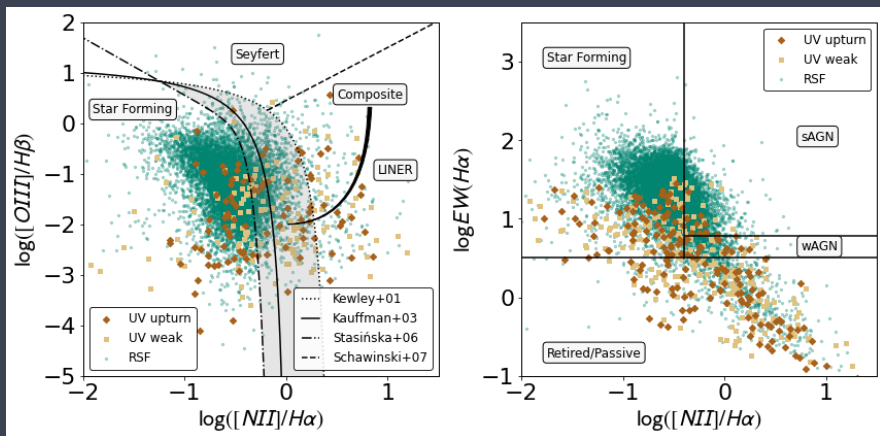 2
1
0
−1
−2
−3
−4
−5
log([OIII]/Hβ)
Seyfert
Star Forming
Composite
LINER
UV upturn
UV weak
RSF
Kewley+01
Kauffman+03
Stasińska+06
Schawinski+07
−2 −1 0 1
log([NII]/Hα)
3
2
1
0
−1
logEW(Hα)
Star Forming
UV upturn
UV weak
RSF
sAGN
wAGN
Retired/Passive
−2 −1 0 1
log([NII]/Hα)